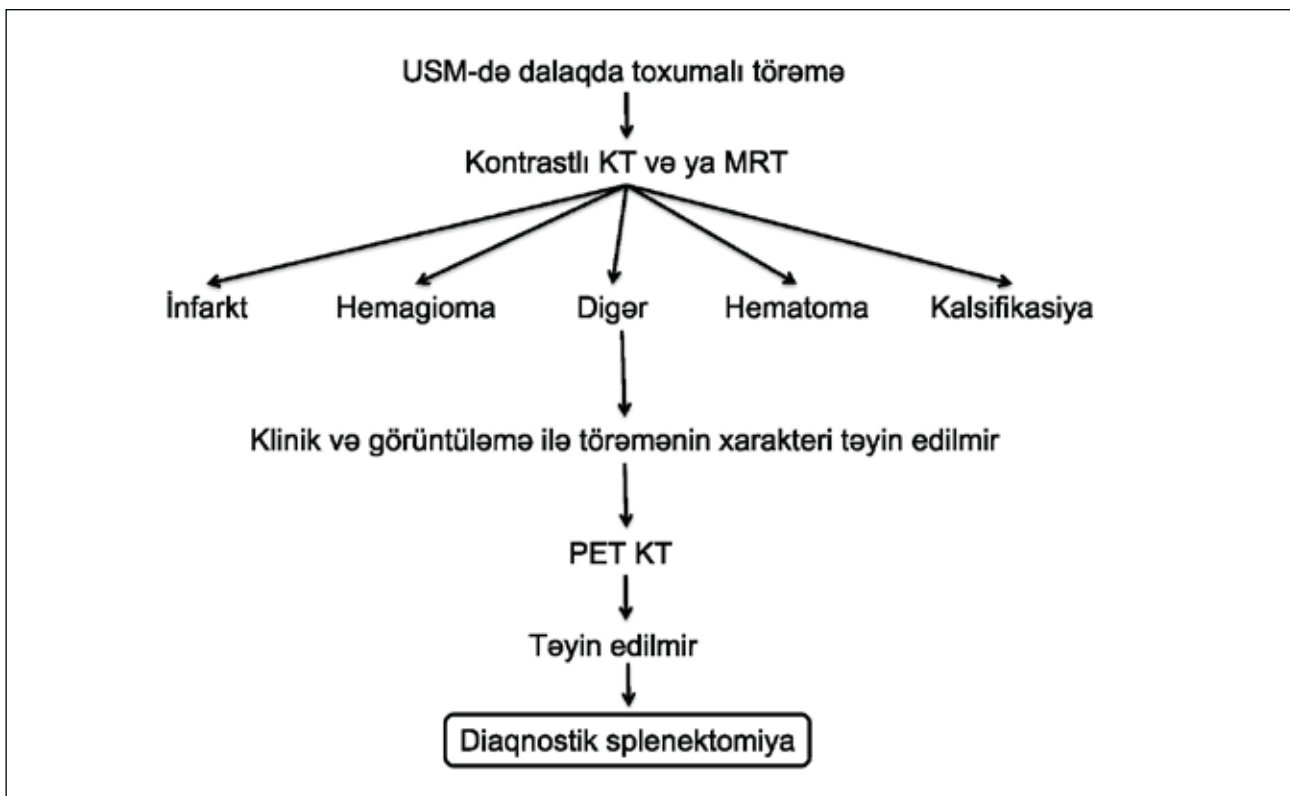 USM-də dalaqda toxumalı törəmə
Kontrastlı KT və ya MRT
İnfarkt Hemagioma Digər Hematoma Kalsifikasiya
Klinik və görüntüləmə ilə törəmənin xarakteri təyin edilmir
PET KT
Təyin edilmir
Diaqnostik splenektomiya